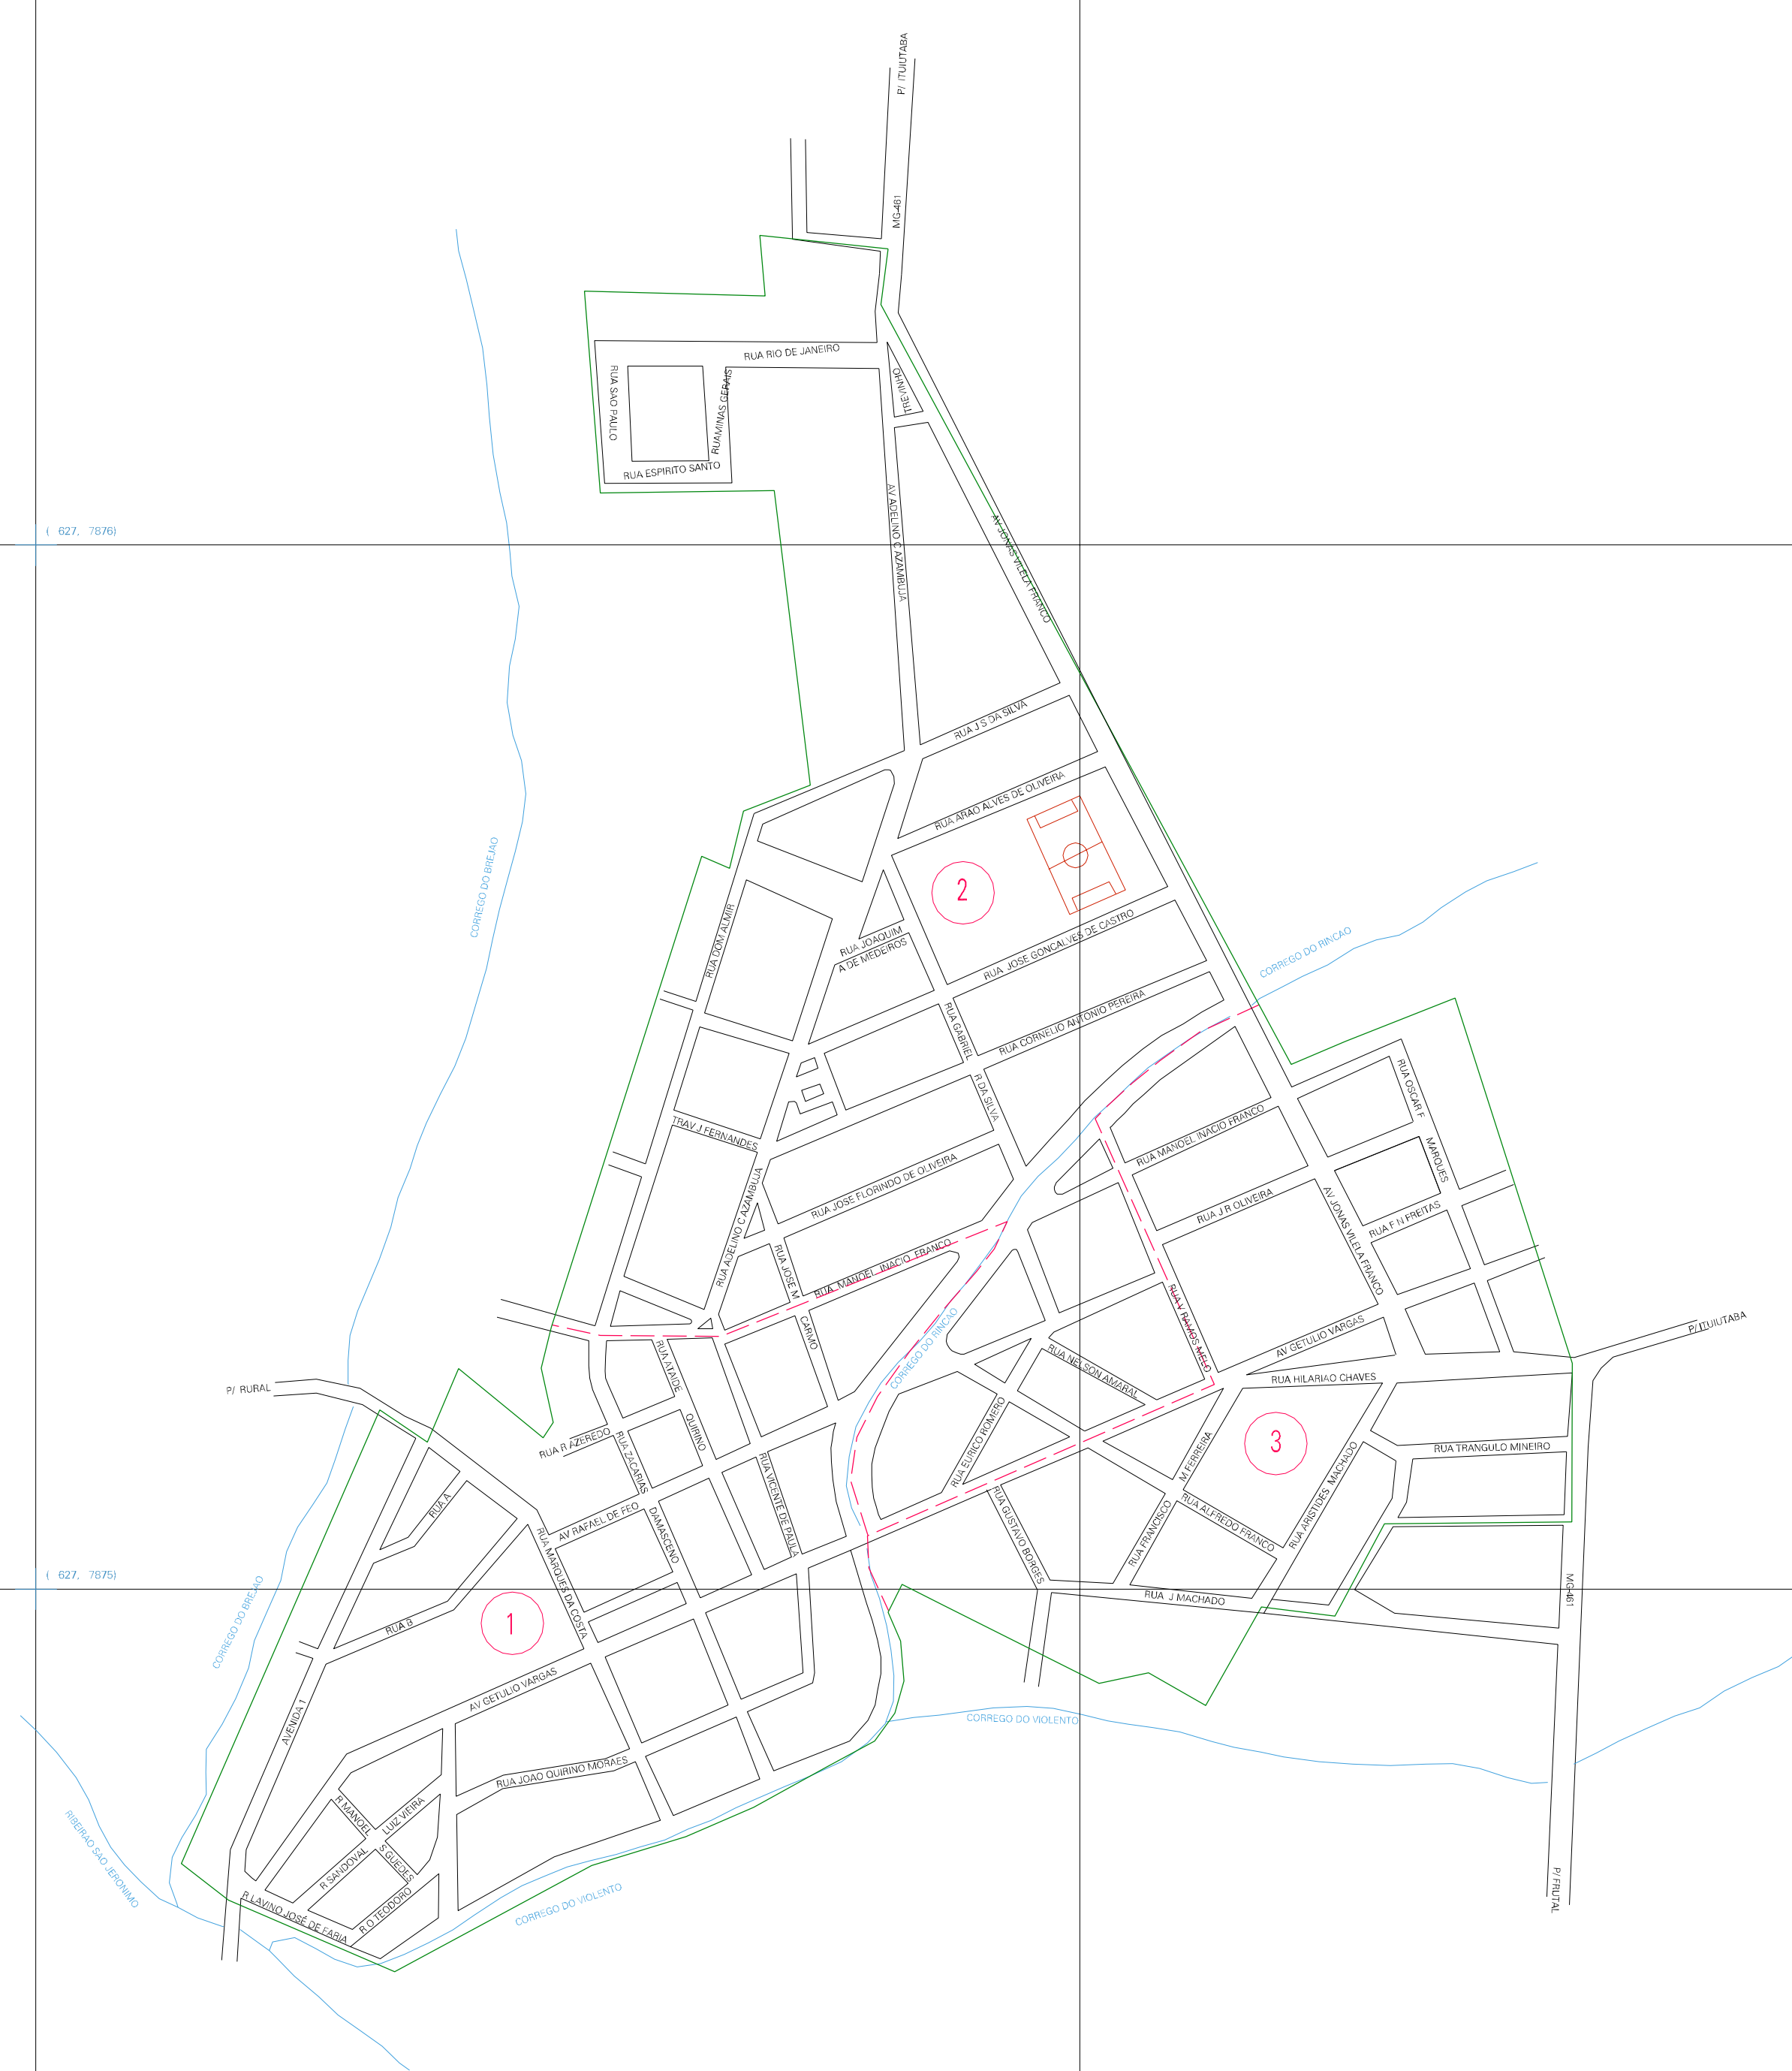 P/ ITUIUTABA
MG-461
RUA RIO DE JANEIRO
TREVINHO
RUA SAO PAULO
RUAMINAS GERAIS
RUA ESPIRITO SANTO
AV ADELINO C AZAMBUJA
AV JONAS VILELA FRANCO
( 627, 7876)
RUA J S DA SILVA
RUA ARAO ALVES DE OLIVEIRA
CORREGO DO BREJAO
2
RUA DOM ALMIR
RUA JOAQUIM
A DE MEDEIROS
RUA JOSE GONCALVES DE CASTRO
CORREGO DO RINCAO
RUA GABRIEL
R DA SILVA
RUA CORNELIO ANTONIO PEREIRA
RUA OSCAR F
MARQUES
TRAV J FERNANDES
RUA MANOEL INACIO FRANCO
RUA JOSE FLORINDO DE OLIVEIRA
RUA ADELINO C AZAMBUJA
RUA J R OLIVEIRA
AV JONAS VILELA FRANCO
RUA F N FREITAS
RUA JOSE M
CARMO
RUA MANOEL INACIO FRANCO
RUA V RAMOS MELO
CORREGO DO RINCAO
P/ ITUIUTABA
AV GETULIO VARGAS
RUA NELSON AMARAL
RUA HILARIAO CHAVES
RUA ATAIDE
QUIRINO
P/ RURAL
RUA EURICO ROMERO
3
RUA R AZEREDO
RUA ZACARIAS
DAMASCENO
RUA TRANGULO MINEIRO
M FERREIRA
RUA FRANCISCO
RUA ARISTIDES MACHADO
RUA VICENTE DE PAULA
RUA A
AV RAFAEL DE FEO
RUA GUSTAVO BORGES
RUA ALFREDO FRANCO
RUA MARQUES DA COSTA
( 627, 7875)
RUA J MACHADO
MG-461
CORREGO DO BREJAO
1
RUA B
AV GETULIO VARGAS
AVENIDA 1
CORREGO DO VIOLENTO
RUA JOAO QUIRINO MORAES
R MANOEL
S GUEDES
LUIZ VIEIRA
R SANDOVAL
RIBEIRAO SAO JERONIMO
R O TEODORO
R LAVINO JOSÉ DE FARIA
CORREGO DO VIOLENTO
P/ FRUTAL